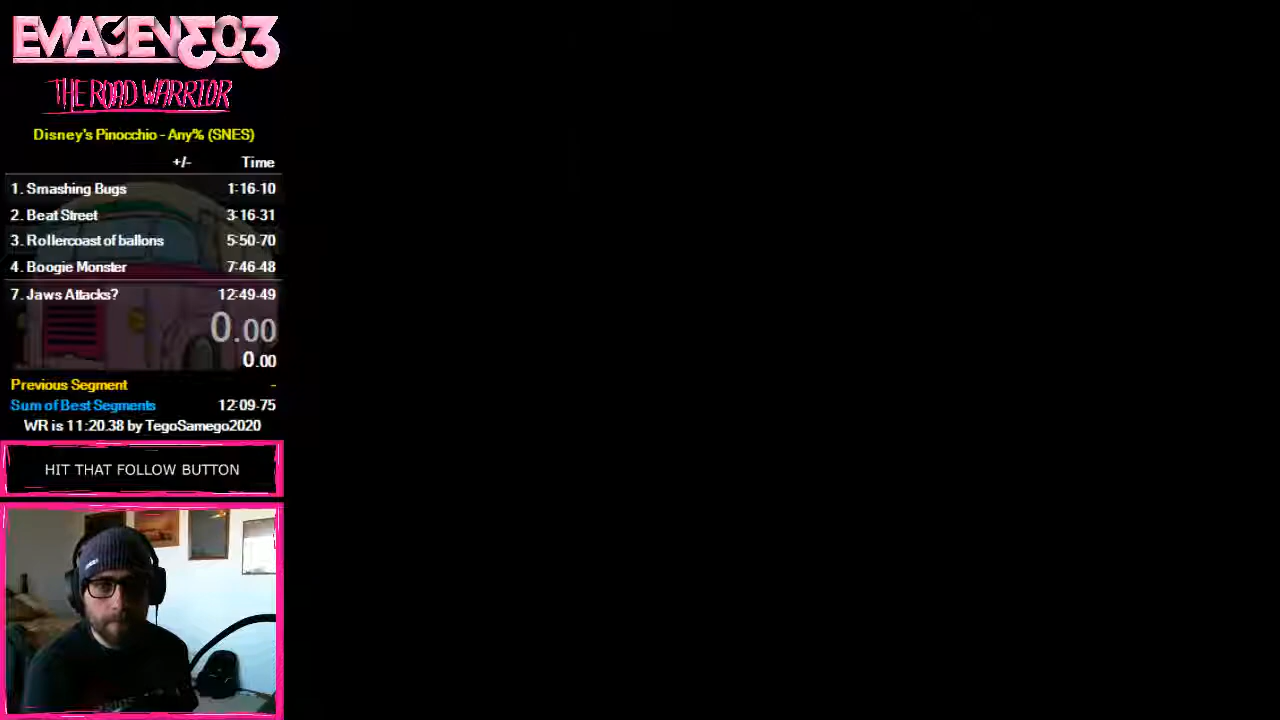 EMAGEN303
THE ROAD WARRIOR
Disney's Pinocchio - Any% (SNES)
+/- Time
1. Smashing Bugs 1:16-10
2. Beat Street 3:16-31
3. Rollercoast of ballons 5:50-70
4. Boogie Monster 7:46-48
7. Jaws Attacks? 12:49-49
0.00
0.00
Previous Segment -
Sum of Best Segments 12:09-75
WR is 11:20.38 by TegoSamego2020
HIT THAT FOLLOW BUTTON